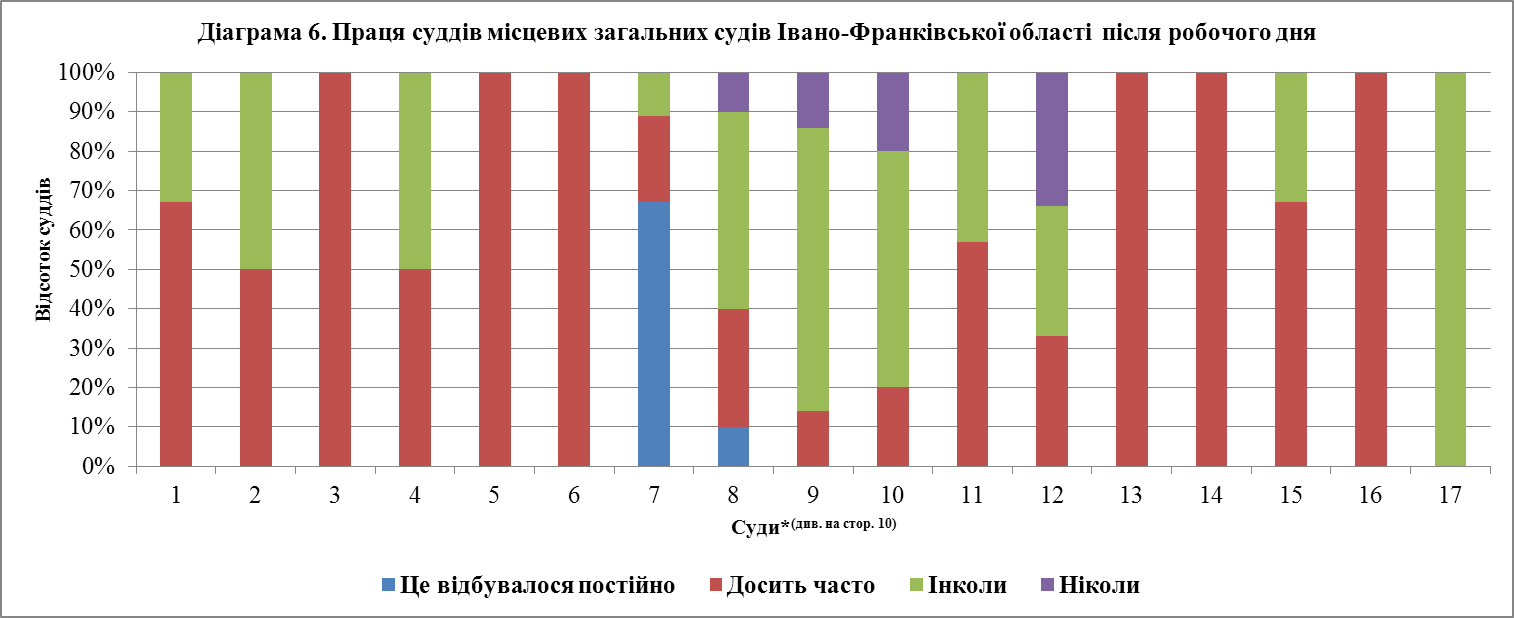 Діаграма 6. Праця суддів місцевих загальних судів Івано-Франківської області після робочого дня
100%
90%
80%
70%
60%
50%
40%
30%
20%
10%
0%
Відсоток суддів
1 2 3 4 5 6 7 8 9 10 11 12 13 14 15 16 17
Суди*(див. на стор. 10)
Це відбувалося постійно Досить часто Інколи Ніколи